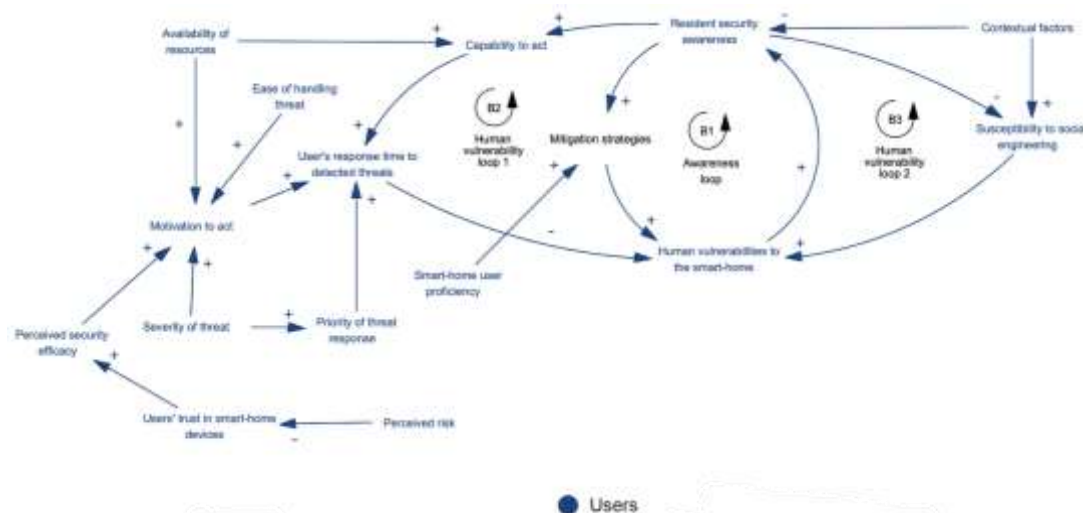 Availability of
resources
+
Capability to act
+
Resident security
awareness
-
Contextual factors
Ease of handling
threat
+
+
+
B2
Human
vulnerability
loop 1
+
Mitigation strategies
B1
Awareness
loop
B3
Human
vulnerability
loop 2
-
+
Susceptibility to social
engineering
User's response time to
detected threats
+
+
+
+
Motivation to act
+
+
-
+
+
+
Human vulnerabilities to
the smart-home
Smart-home user
proficiency
Severity of threat
+
Priority of threat
response
Perceived security
efficacy
+
Users' trust in smart-home
devices
-
Perceived risk
Users